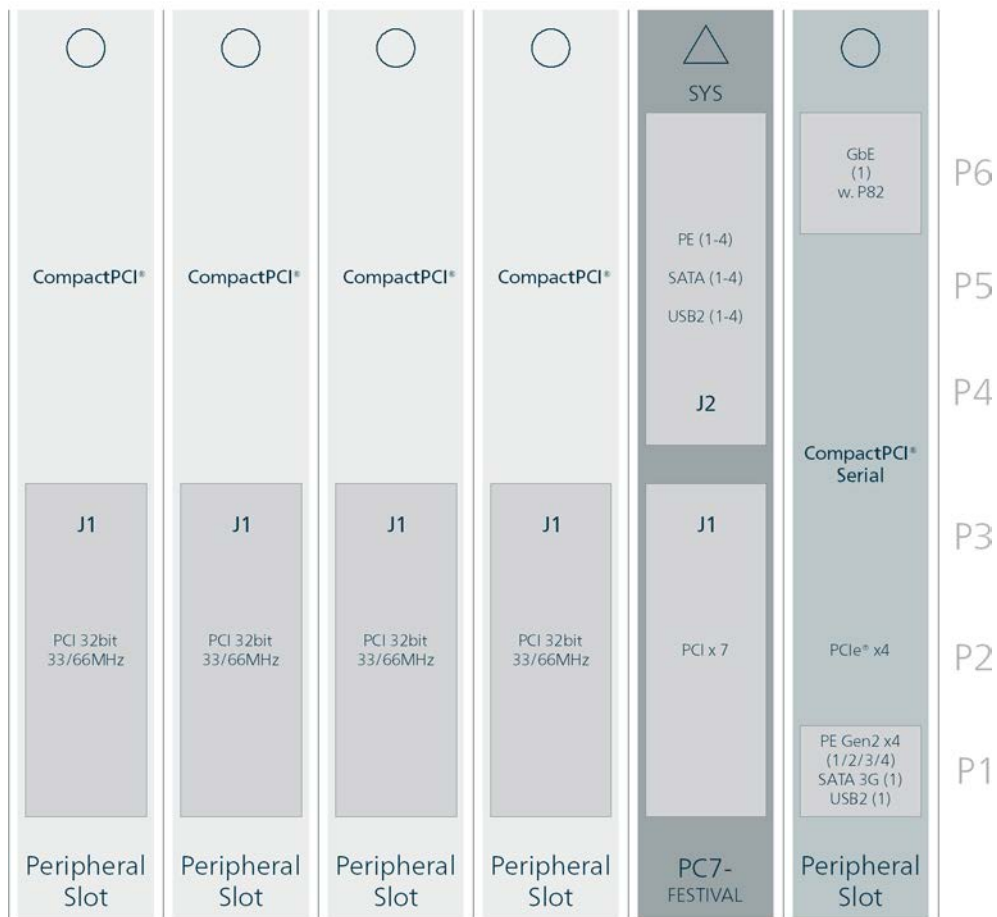 CompactPCI®
J1
PCI 32bit
33/66MHz
Peripheral
Slot
CompactPCI®
J1
PCI 32bit
33/66MHz
Peripheral
Slot
CompactPCI®
J1
PCI 32bit
33/66MHz
Peripheral
Slot
CompactPCI®
J1
PCI 32bit
33/66MHz
Peripheral
Slot
SYS
PE (1-4)
SATA (1-4)
USB2 (1-4)
J2
J1
PCI x 7
PC7-
FESTIVAL
GbE
(1)
w. P82
CompactPCI®
Serial
PCIe® x4
PE Gen2 x4
(1/2/3/4)
SATA 3G (1)
USB2 (1)
Peripheral
Slot
P6
P5
P4
P3
P2
P1